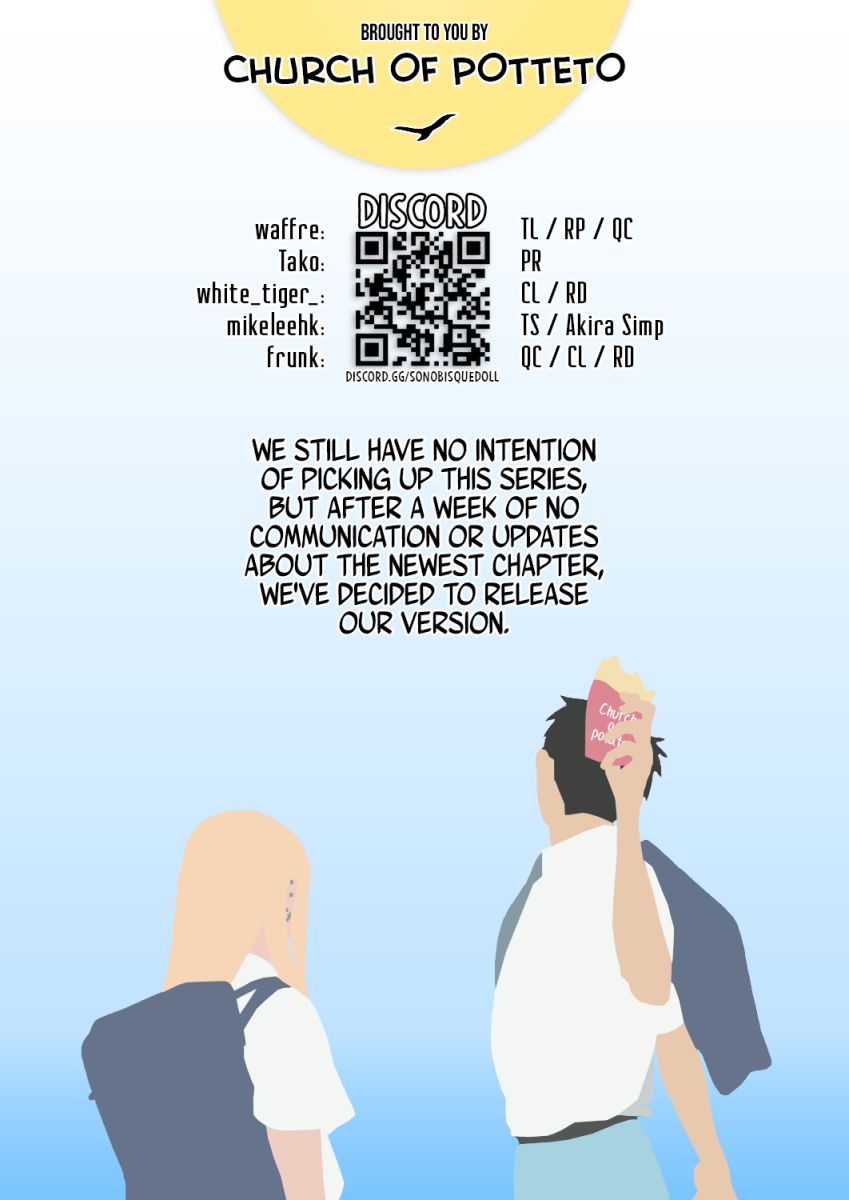 BROUGHT TO YOU BY
CHURCH OF POTTETO
DISCORD
waffre: TL / RP / QC
Tako: PR
white_tiger_: CL / RD
mikeleehk: TS / Akira Simp
frunk: QC / CL / RD
DISCORD.GG/SONOBISQUEDOLL
WE STILL HAVE NO INTENTION
OF PICKING UP THIS SERIES,
BUT AFTER A WEEK OF NO
COMMUNICATION OR UPDATES
ABOUT THE NEWEST CHAPTER,
WE'VE DECIDED TO RELEASE
OUR VERSION.
Church